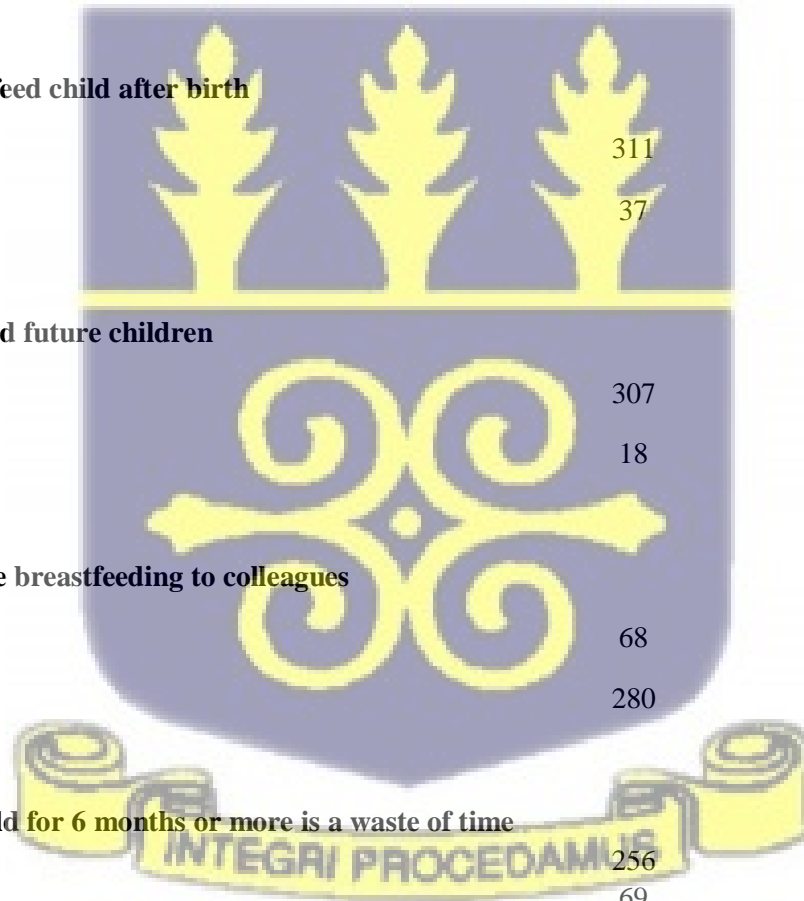 eed child after birth
311
37
d future children
307
18
e breastfeeding to colleagues
68
280
ld for 6 months or more is a waste of time
INTEGRI PROCEDAMUS
256
69